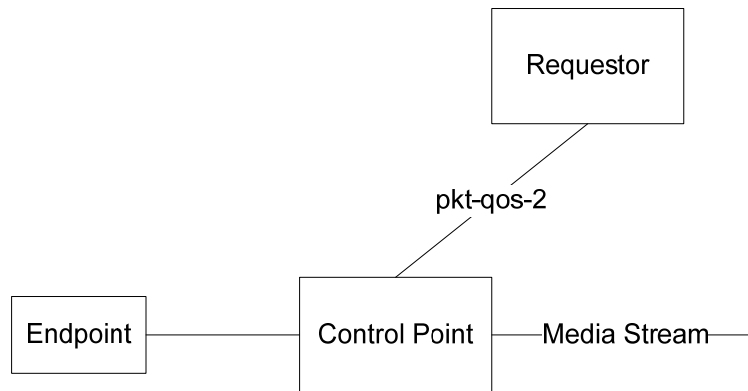 Requestor
pkt-qos-2
Endpoint
Control Point
Media Stream